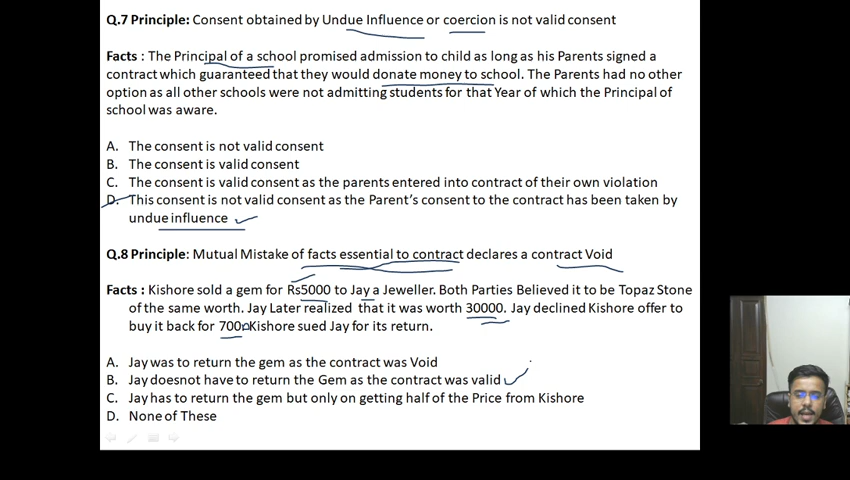 Q.7 Principle: Consent obtained by Undue Influence or coercion is not valid consent
Facts : The Principal of a school promised admission to child as long as his Parents signed a
contract which guaranteed that they would donate money to school. The Parents had no other
option as all other schools were not admitting students for that Year of which the Principal of
school was aware.
A. The consent is not valid consent
B. The consent is valid consent
C. The consent is valid consent as the parents entered into contract of their own violation
D. This consent is not valid consent as the Parent's consent to the contract has been taken by
undue influence
Q.8 Principle: Mutual Mistake of facts essential to contract declares a contract Void
Facts : Kishore sold a gem for Rs5000 to Jay a Jeweller. Both Parties Believed it to be Topaz Stone
of the same worth. Jay Later realized that it was worth 30000. Jay declined Kishore offer to
buy it back for 7000 Kishore sued Jay for its return.
A. Jay was to return the gem as the contract was Void
B. Jay doesnot have to return the Gem as the contract was valid
C. Jay has to return the gem but only on getting half of the Price from Kishore
D. None of These